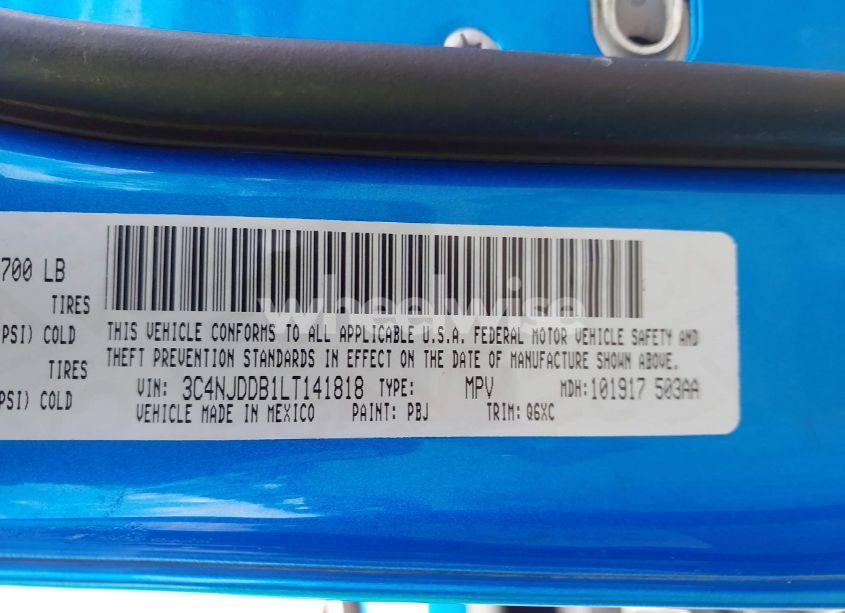 700 LB
TIRES
PSI) COLD
TIRES
PSI) COLD
wheelwise
THIS VEHICLE CONFORMS TO ALL APPLICABLE U.S.A. FEDERAL MOTOR VEHICLE SAFETY AND
THEFT PREVENTION STANDARDS IN EFFECT ON THE DATE OF MANUFACTURE SHOWN ABOVE.
VIN: 3C4NJDDB1LT141818 TYPE: MPV MDH:101917 503AA
VEHICLE MADE IN MEXICO PAINT: PBJ TRIM: Q6XC